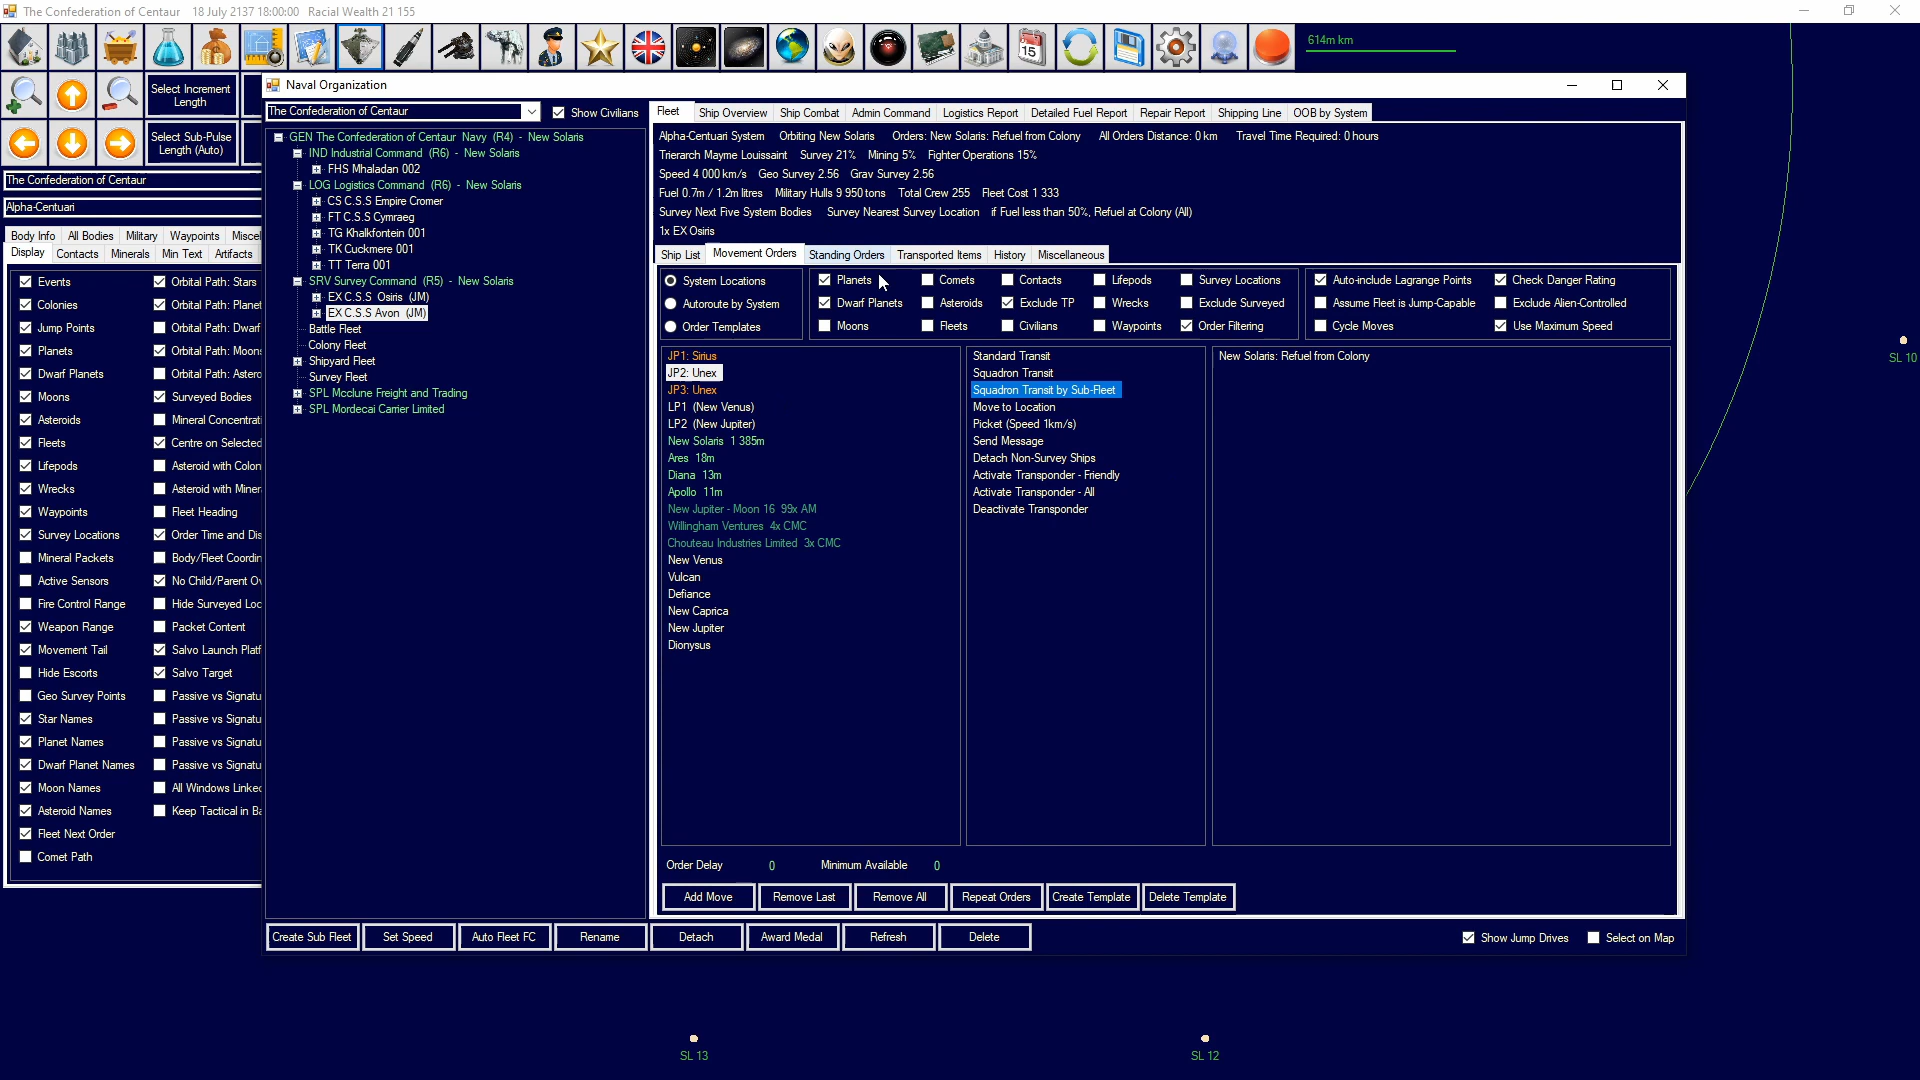 The Confederation of Centaur 18 July 2137 18:00:00 Racial Wealth 21 155
614m km
Select Increment Length
Select Sub-Pulse Length (Auto)
The Confederation of Centaur
Alpha-Centuari
Body Info All Bodies Military Waypoints Miscel
Display Contacts Minerals Min Text Artifacts
Events Orbital Path: Stars
Colonies Orbital Path: Planet
Jump Points Orbital Path: Dwarf
Planets Orbital Path: Moons
Dwarf Planets Orbital Path: Astero
Moons Surveyed Bodies
Asteroids Mineral Concentrati
Fleets Centre on Selected
Lifepods Asteroid with Colon
Wrecks Asteroid with Miner
Waypoints Fleet Heading
Survey Locations Order Time and Dis
Mineral Packets Body/Fleet Coordin
Active Sensors No Child/Parent Ov
Fire Control Range Hide Surveyed Loc
Weapon Range Packet Content
Movement Tail Salvo Launch Platf
Hide Escorts Salvo Target
Geo Survey Points Passive vs Signatu
Star Names Passive vs Signatu
Planet Names Passive vs Signatu
Dwarf Planet Names Passive vs Signatu
Moon Names All Windows Linked
Asteroid Names Keep Tactical in Ba
Fleet Next Order
Comet Path
Naval Organization
The Confederation of Centaur Show Civilians
GEN The Confederation of Centaur Navy (R4) - New Solaris
IND Industrial Command (R6) - New Solaris
FHS Mhaladan 002
LOG Logistics Command (R6) - New Solaris
CS C.S.S Empire Cromer
FT C.S.S Cymraeg
TG Khalkfontein 001
TK Cuckmere 001
TT Terra 001
SRV Survey Command (R5) - New Solaris
EX C.S.S Osiris (JM)
EX C.S.S Avon (JM)
Battle Fleet
Colony Fleet
Shipyard Fleet
Survey Fleet
SPL Mcclune Freight and Trading
SPL Mordecai Carrier Limited
Fleet Ship Overview Ship Combat Admin Command Logistics Report Detailed Fuel Report Repair Report Shipping Line OOB by System
Alpha-Centuari System Orbiting New Solaris Orders: New Solaris: Refuel from Colony All Orders Distance: 0 km Travel Time Required: 0 hours
Trierarch Mayme Louissaint Survey 21% Mining 5% Fighter Operations 15%
Speed 4 000 km/s Geo Survey 2.56 Grav Survey 2.56
Fuel 0.7m / 1.2m litres Military Hulls 9 950 tons Total Crew 255 Fleet Cost 1 333
Survey Next Five System Bodies Survey Nearest Survey Location if Fuel less than 50%, Refuel at Colony (All)
1x EX Osiris
Ship List Movement Orders Standing Orders Transported Items History Miscellaneous
System Locations Planets Comets Contacts Lifepods Survey Locations Auto-include Lagrange Points Check Danger Rating
Autoroute by System Dwarf Planets Asteroids Exclude TP Wrecks Exclude Surveyed Assume Fleet is Jump-Capable Exclude Alien-Controlled
Order Templates Moons Fleets Civilians Waypoints Order Filtering Cycle Moves Use Maximum Speed
JP1: Sirius
JP2: Unex
JP3: Unex
LP1 (New Venus)
LP2 (New Jupiter)
New Solaris 1 385m
Ares 18m
Diana 13m
Apollo 11m
New Jupiter - Moon 16 99x AM
Willingham Ventures 4x CMC
Chouteau Industries Limited 3x CMC
New Venus
Vulcan
Defiance
New Caprica
New Jupiter
Dionysus
Standard Transit
Squadron Transit
Squadron Transit by Sub-Fleet
Move to Location
Picket (Speed 1km/s)
Send Message
Detach Non-Survey Ships
Activate Transponder - Friendly
Activate Transponder - All
Deactivate Transponder
New Solaris: Refuel from Colony
Order Delay 0 Minimum Available 0
Add Move Remove Last Remove All Repeat Orders Create Template Delete Template
Create Sub Fleet Set Speed Auto Fleet FC Rename Detach Award Medal Refresh Delete Show Jump Drives Select on Map
SL 10
SL 13
SL 12